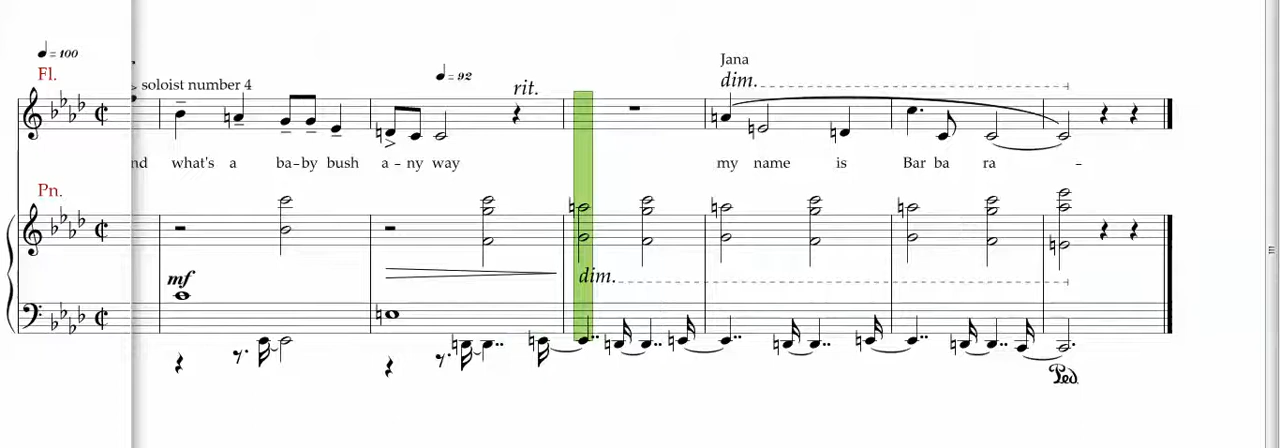 = 100
Fl.
soloist number 4
= 92
rit.
Jana
dim.
nd what's a ba-by bush a-ny way my name is Bar ba ra -
Pn.
mf
dim.
Ped